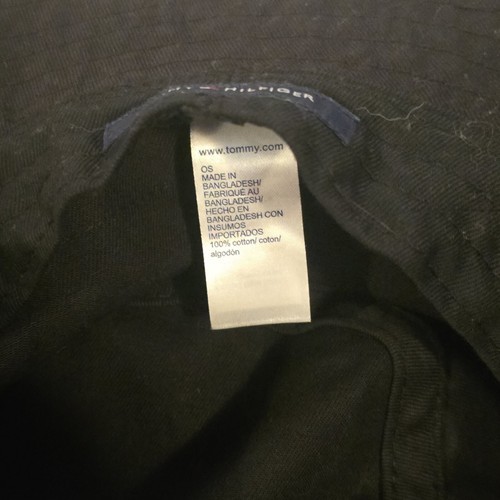 HILFIGER
www.tommy.com
OS
MADE IN
BANGLADESH/
FABRIQUÉ AU
BANGLADESH/
HECHO EN
BANGLADESH CON
INSUMOS
IMPORTADOS
100% cotton/ coton/
algodón